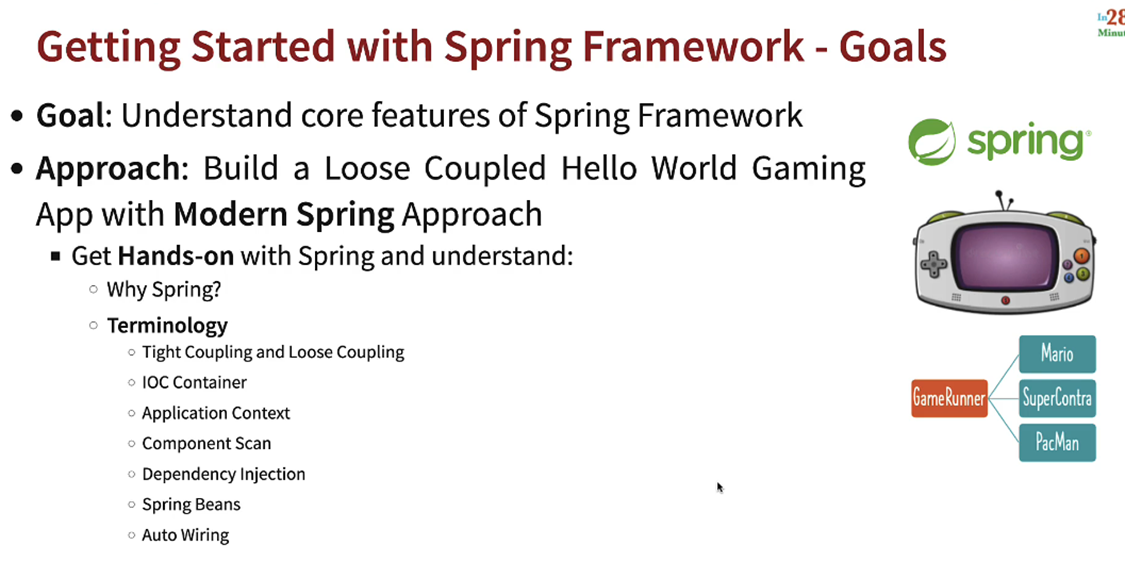 Getting Started with Spring Framework - Goals
In28
Minut
• Goal: Understand core features of Spring Framework
• Approach: Build a Loose Coupled Hello World Gaming
App with Modern Spring Approach
▪ Get Hands-on with Spring and understand:
○ Why Spring?
○ Terminology
○ Tight Coupling and Loose Coupling
○ IOC Container
○ Application Context
○ Component Scan
○ Dependency Injection
○ Spring Beans
○ Auto Wiring
spring®
GameRunner
Mario
SuperContra
PacMan